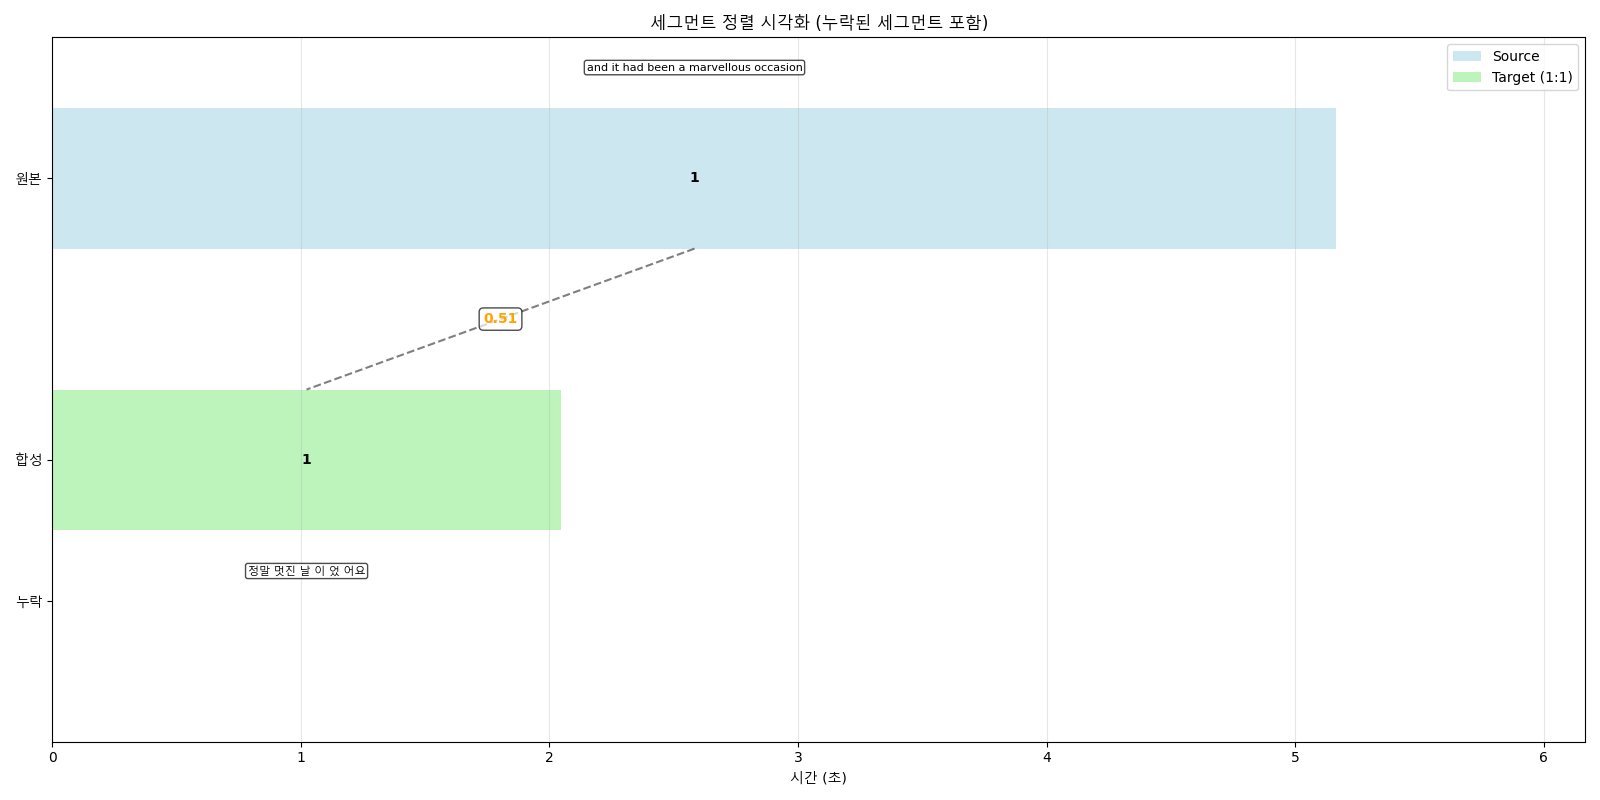 세그먼트 정렬 시각화 (누락된 세그먼트 포함)
and it had been a marvellous occasion
Source
Target (1:1)
원본
1
0.51
합성
1
정말 멋진 날 이 었 어요
누락
0 1 2 3 4 5 6
시간 (초)